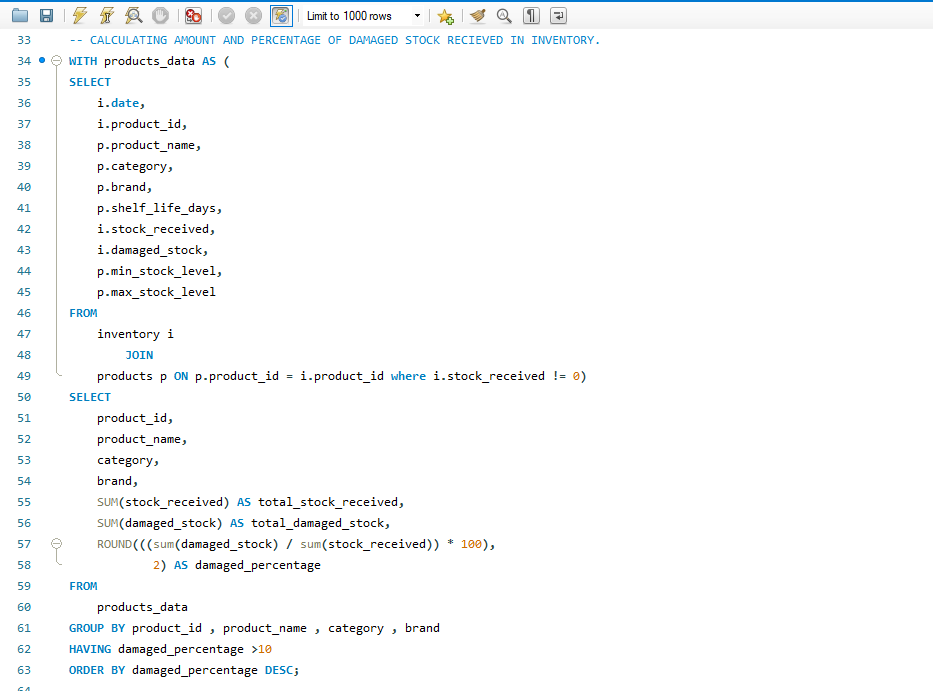 Limit to 1000 rows
33 -- CALCULATING AMOUNT AND PERCENTAGE OF DAMAGED STOCK RECIEVED IN INVENTORY.
34 WITH products_data AS (
35 SELECT
36 i.date,
37 i.product_id,
38 p.product_name,
39 p.category,
40 p.brand,
41 p.shelf_life_days,
42 i.stock_received,
43 i.damaged_stock,
44 p.min_stock_level,
45 p.max_stock_level
46 FROM
47 inventory i
48 JOIN
49 products p ON p.product_id = i.product_id where i.stock_received != 0)
50 SELECT
51 product_id,
52 product_name,
53 category,
54 brand,
55 SUM(stock_received) AS total_stock_received,
56 SUM(damaged_stock) AS total_damaged_stock,
57 ROUND(((sum(damaged_stock) / sum(stock_received)) * 100),
58 2) AS damaged_percentage
59 FROM
60 products_data
61 GROUP BY product_id , product_name , category , brand
62 HAVING damaged_percentage >10
63 ORDER BY damaged_percentage DESC;
64